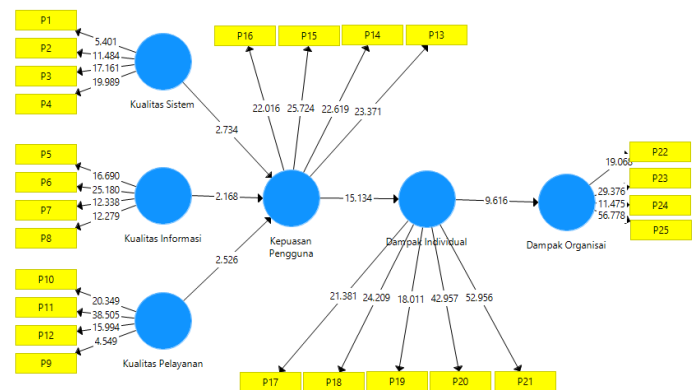 P1
P2
P3
P4
5.401
11.484
17.161
19.989
Kualitas Sistem
P16
P15
P14
P13
22.016
25.724
22.619
23.371
2.734
P5
P6
P7
P8
16.690
25.180
12.338
12.279
Kualitas Informasi
2.168
Kepuasan
Pengguna
15.134
Dampak Individual
9.616
Dampak Organisai
P22
P23
P24
P25
19.066
29.376
11.475
56.778
2.526
P10
P11
P12
P9
20.349
38.505
15.994
4.549
Kualitas Pelayanan
21.381
24.209
18.011
42.957
52.956
P17
P18
P19
P20
P21